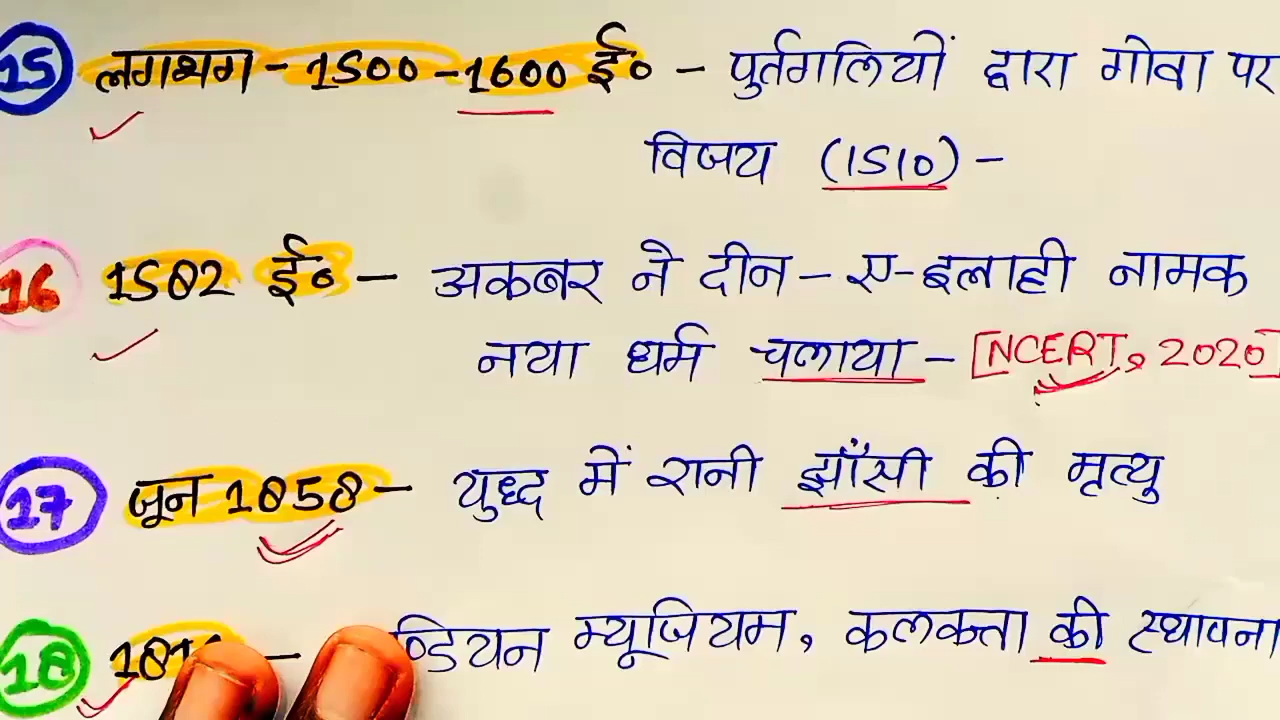 15 लगभग - 1500 - 1600 ई० - पुर्तगालियों द्वारा गोवा पर
विजय (1510) -
16 1582 ई० - अकबर ने दीन - ए - इलाही नामक
नया धर्म चलाया - [NCERT, 2020]
17 जून 1858 - युद्ध में रानी झाँसी की मृत्यु
18 - म्यूजियम, कलकत्ता की स्थापना